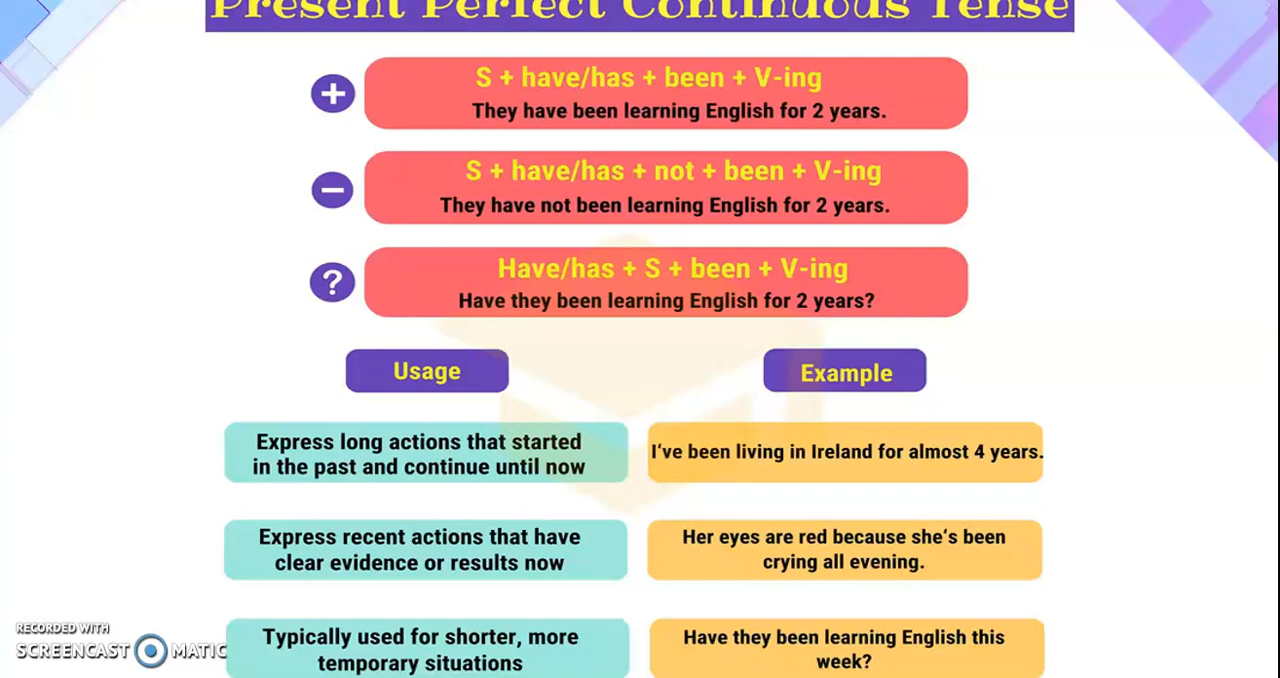 Present Perfect Continuous Tense
+
S + have/has + been + V-ing
They have been learning English for 2 years.
−
S + have/has + not + been + V-ing
They have not been learning English for 2 years.
?
Have/has + S + been + V-ing
Have they been learning English for 2 years?
Usage
Example
Express long actions that started
in the past and continue until now
I‘ve been living in Ireland for almost 4 years.
Express recent actions that have
clear evidence or results now
Her eyes are red because she‘s been
crying all evening.
Typically used for shorter, more
temporary situations
Have they been learning English this
week?
RECORDED WITH
SCREENCAST MATIC